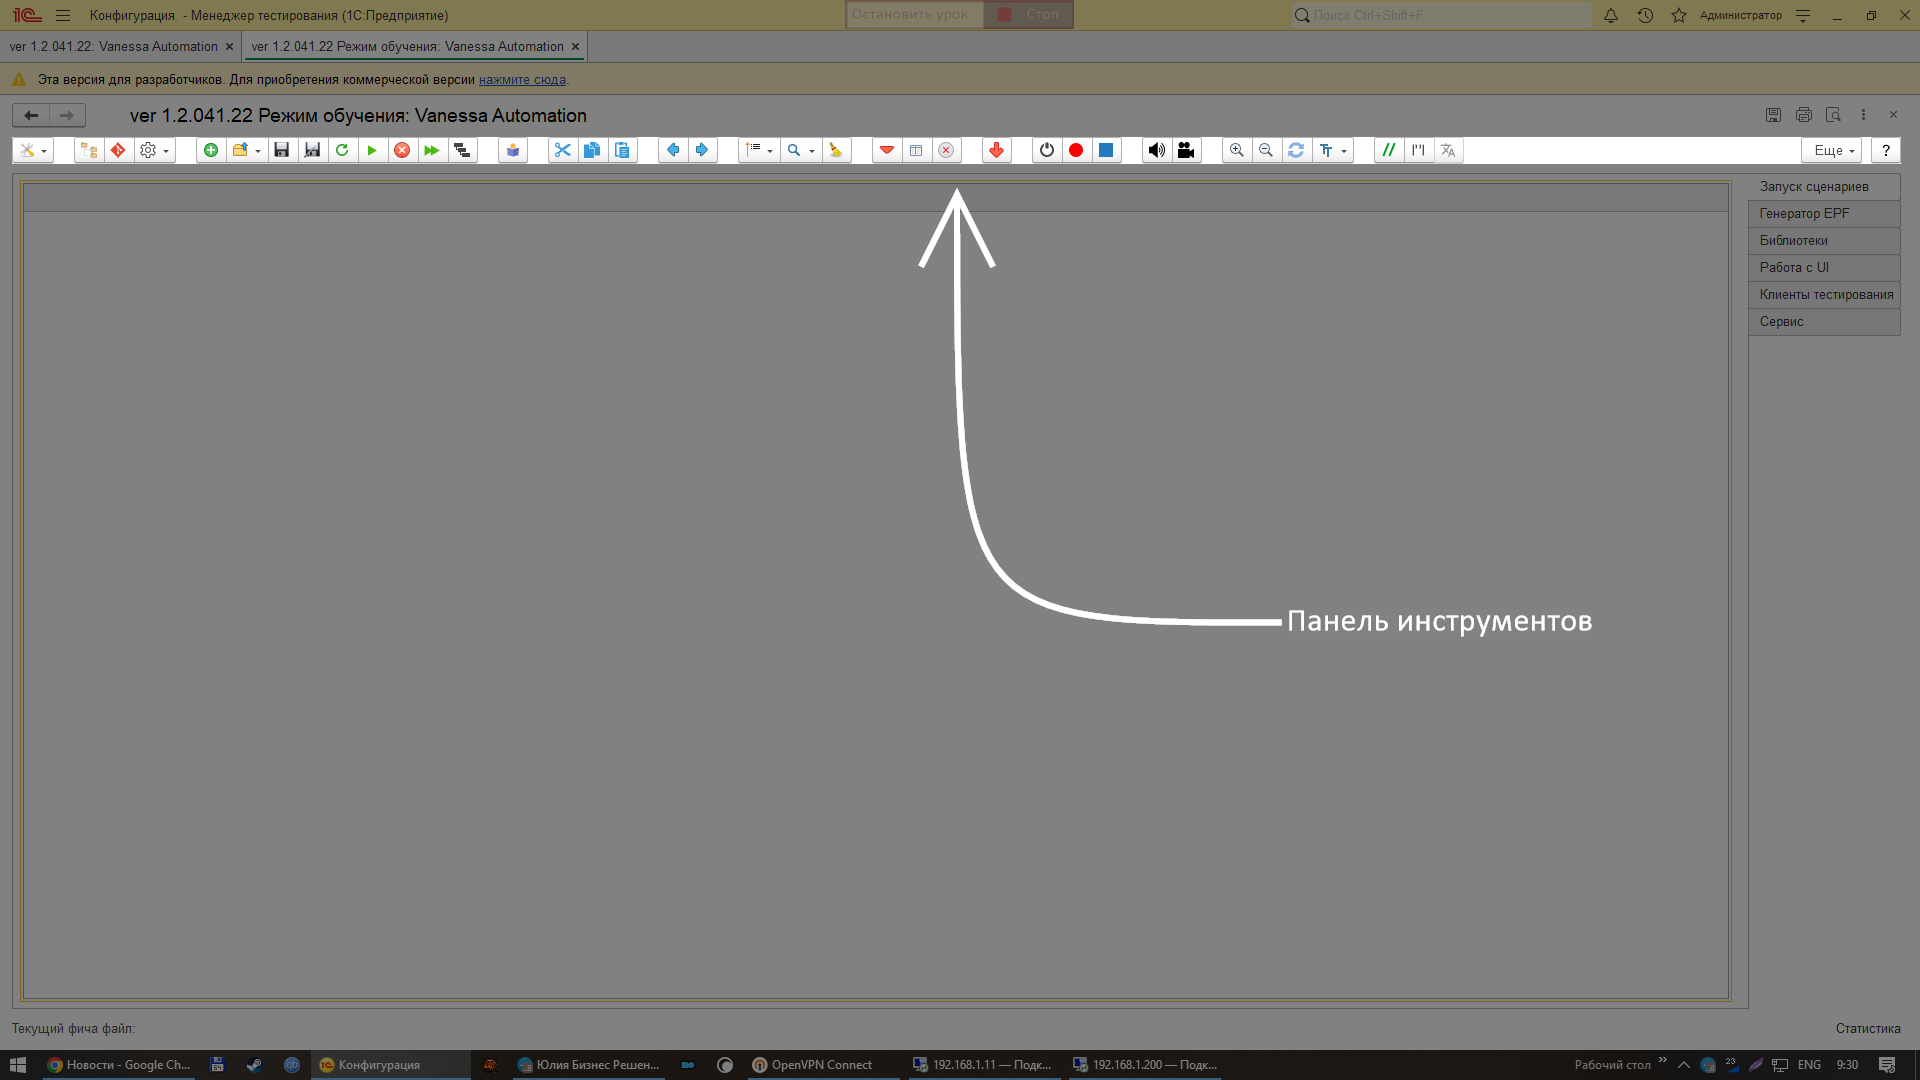 Конфигурация - Менеджер тестирования (1С:Предприятие)
Остановить урок
Стоп
Поиск Ctrl+Shift+F
Администратор
ver 1.2.041.22: Vanessa Automation
ver 1.2.041.22 Режим обучения: Vanessa Automation
Эта версия для разработчиков. Для приобретения коммерческой версии нажмите сюда.
ver 1.2.041.22 Режим обучения: Vanessa Automation
Еще
?
Запуск сценариев
Генератор EPF
Библиотеки
Работа с UI
Клиенты тестирования
Сервис
Панель инструментов
Текущий фича файл:
Статистика
Новости - Google Ch...
Конфигурация
Юлия Бизнес Решен...
OpenVPN Connect
192.168.1.11 — Подк...
192.168.1.200 — Подк...
Рабочий стол
23
ENG
9:30